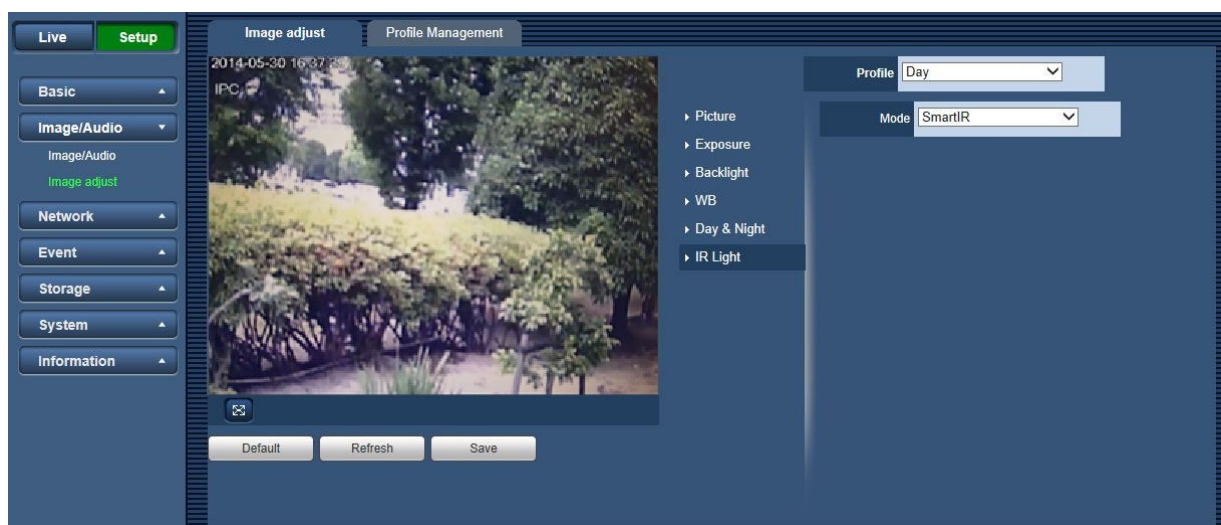 Live
Setup
Basic
Image/Audio
Image/Audio
Image adjust
Network
Event
Storage
System
Information
Image adjust
Profile Management
2014-05-30 16:37:
IPC
Default
Refresh
Save
Picture
Exposure
Backlight
WB
Day & Night
IR Light
Profile Day
Mode SmartIR